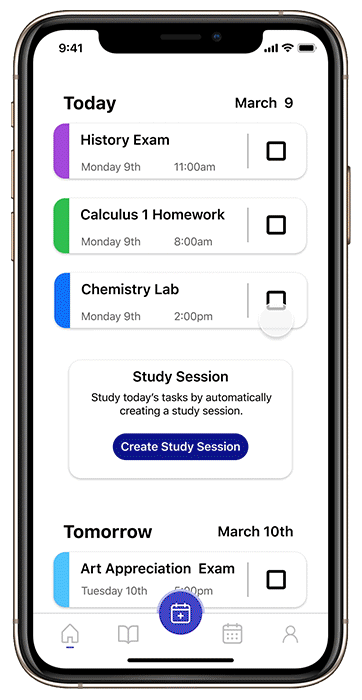 9:41
Today March 9
History Exam
Monday 9th 11:00am
Calculus 1 Homework
Monday 9th 8:00am
Chemistry Lab
Monday 9th 2:00pm
Study Session
Study today's tasks by automatically
creating a study session.
Create Study Session
Tomorrow March 10th
Art Appreciation Exam
Tuesday 10th 5:00pm